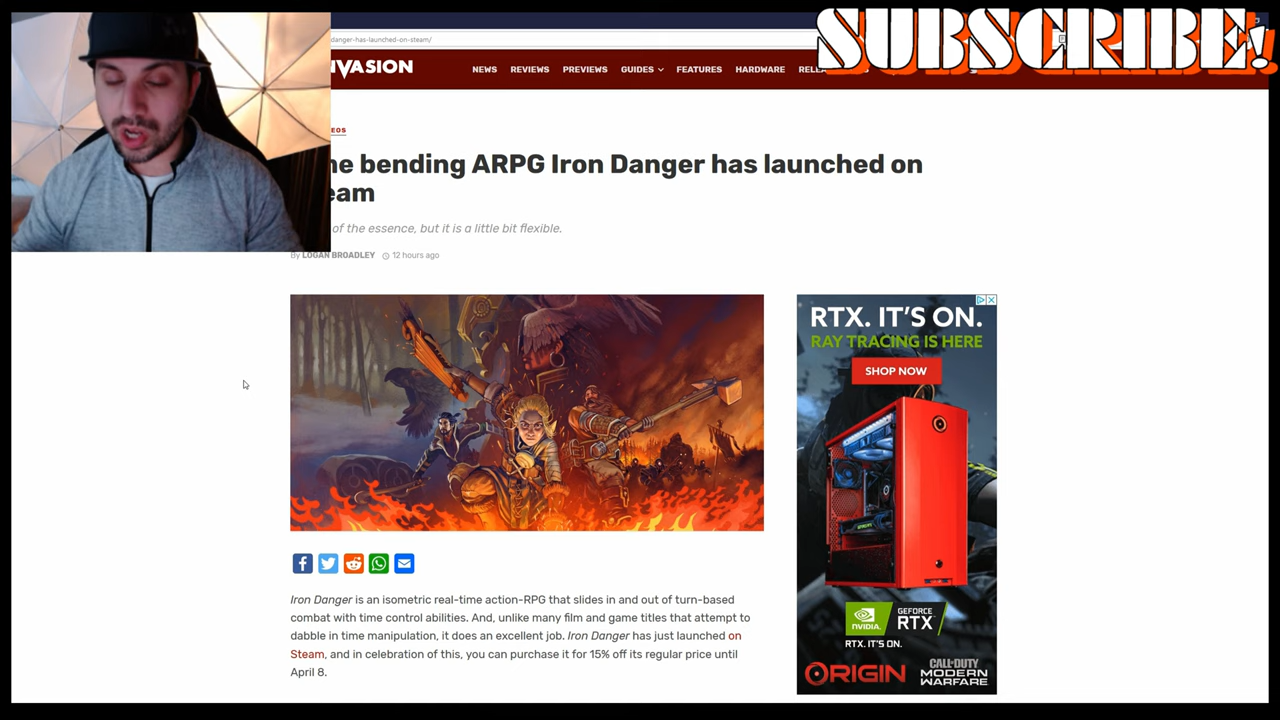 SUBSCRIBE!
danger-has-launched-on-steam/
NVASION
NEWS REVIEWS PREVIEWS GUIDES FEATURES HARDWARE
EOS
bending ARPG Iron Danger has launched on
eam
of the essence, but it is a little bit flexible.
By LOGAN BROADLEY 12 hours ago
RTX. IT'S ON.
RAY TRACING IS HERE
SHOP NOW
NVIDIA.
GEFORCE
RTX
RTX. IT'S ON.
ORIGIN
CALL OF DUTY
MODERN
WARFARE
Iron Danger is an isometric real-time action-RPG that slides in and out of turn-based
combat with time control abilities. And, unlike many film and game titles that attempt to
dabble in time manipulation, it does an excellent job. Iron Danger has just launched on
Steam, and in celebration of this, you can purchase it for 15% off its regular price until
April 8.